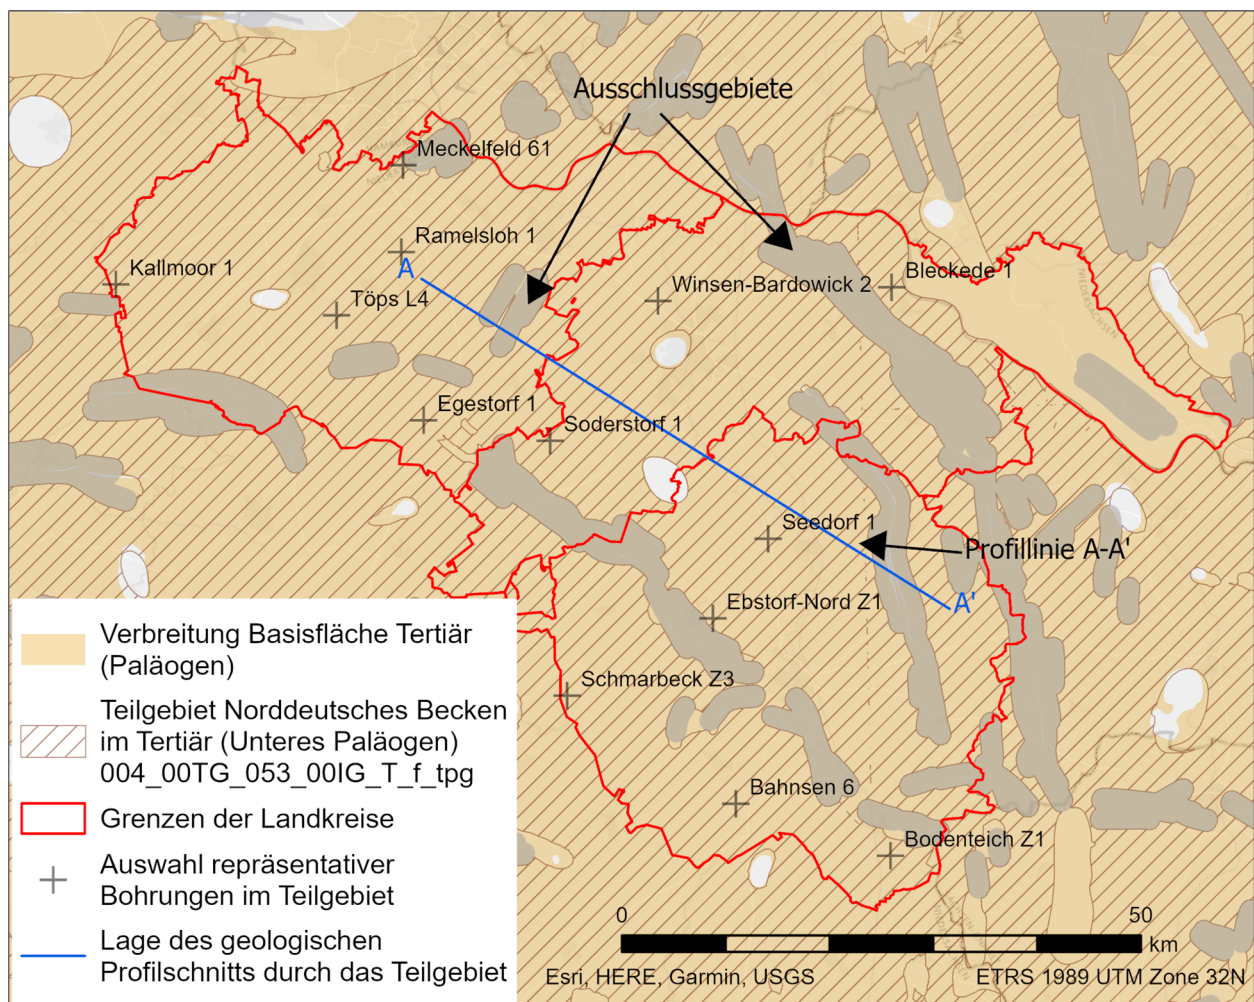 Ausschlussgebiete
Meckelfeld 61
Ramelsloh 1
A
Kallmoor 1
Töps L4
Winsen-Bardowick 2
Bleckede 1
NIEDERSACHSEN
Egestorf 1
Soderstorf 1
Seedorf 1
Profillinie A-A'
A'
Ebstorf-Nord Z1
Schmarbeck Z3
Bahnsen 6
Bodenteich Z1
Verbreitung Basisfläche Tertiär
(Paläogen)
Teilgebiet Norddeutsches Becken
im Tertiär (Unteres Paläogen)
004_00TG_053_00IG_T_f_tpg
Grenzen der Landkreise
Auswahl repräsentativer
Bohrungen im Teilgebiet
Lage des geologischen
Profilschnitts durch das Teilgebiet
0 50
km
Esri, HERE, Garmin, USGS
ETRS 1989 UTM Zone 32N